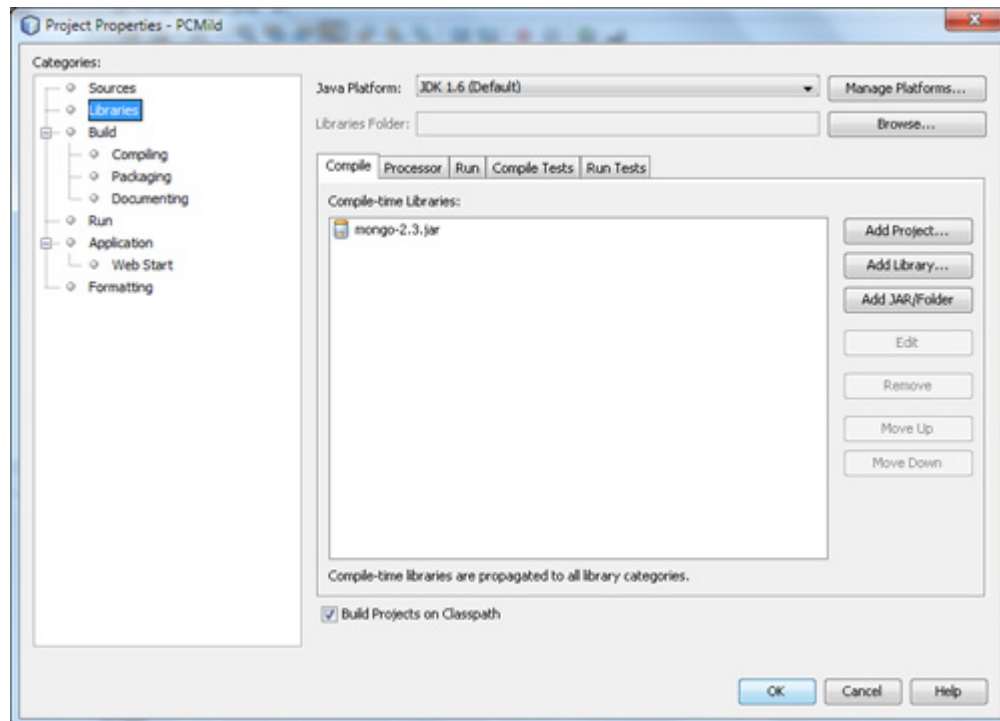 Project Properties - PCMild
Categories:
Sources
Libraries
Build
Compiling
Packaging
Documenting
Run
Application
Web Start
Formatting
Java Platform: JDK 1.6 (Default) Manage Platforms...
Libraries Folder: Browse...
Compile Processor Run Compile Tests Run Tests
Compile-time Libraries:
mongo-2.3.jar
Add Project...
Add Library...
Add JAR/Folder
Edit
Remove
Move Up
Move Down
Compile-time libraries are propagated to all library categories.
Build Projects on Classpath
OK Cancel Help